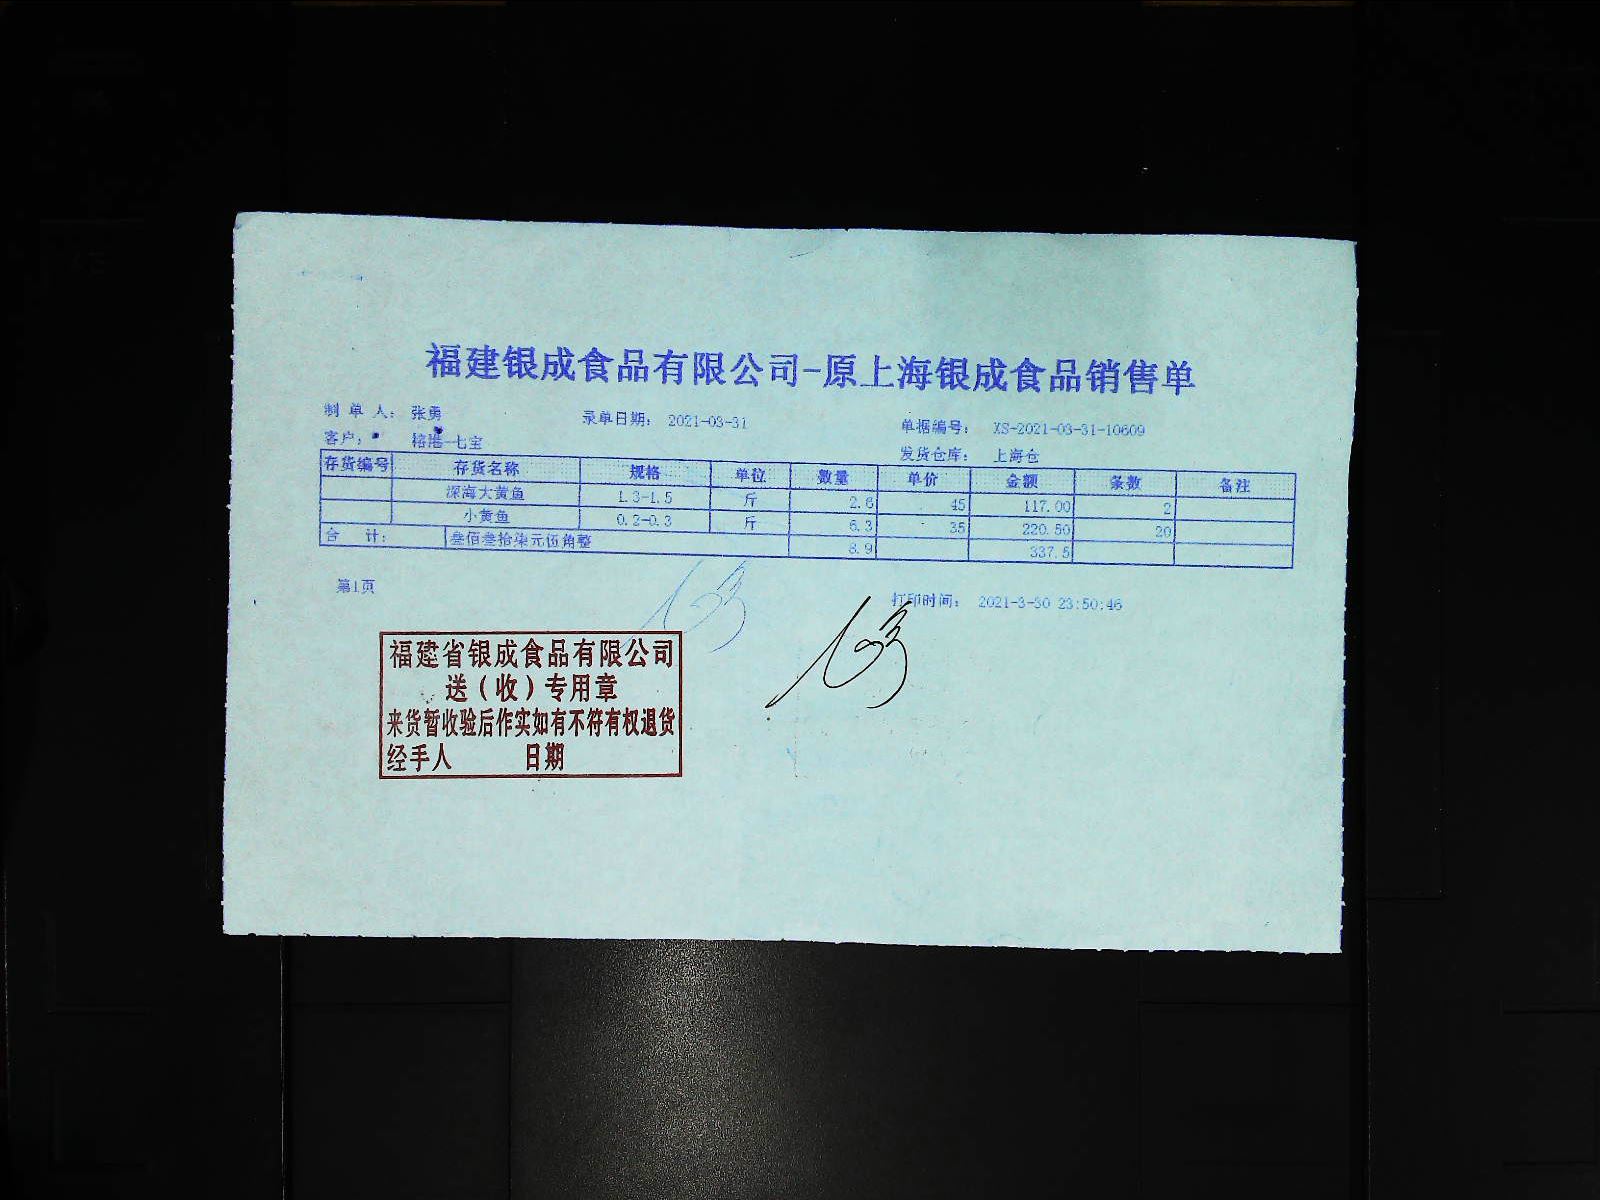 福建银成食品有限公司-原上海银成食品销售单
制 单 人： 张勇 录单日期： 2021-03-31 单据编号： XS-2021-03-31-10609
客户： 榕港-七宝 发货仓库： 上海仓
存货编号 存货名称 规格 单位 数量 单价 金额 条数 备注
深海大黄鱼 1.3-1.5 斤 2.6 45 117.00 2
小黄鱼 0.2-0.3 斤 6.3 35 220.50 20
合 计： 叁佰叁拾柒元伍角整 8.9 337.5
第1页 打印时间： 2021-3-30 23:50:46
福建省银成食品有限公司
送（收）专用章
来货暂收验后作实如有不符有权退货
经手人 日期